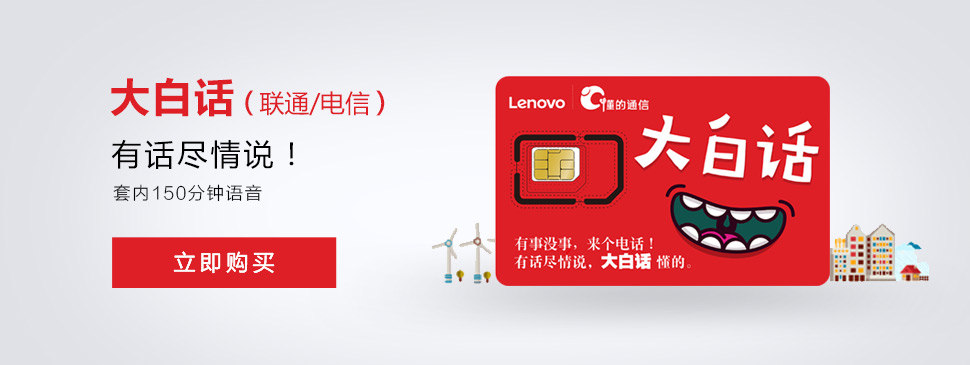 大白话（联通/电信）
有话尽情说！
套内150分钟语音
立即购买
Lenovo 懂的通信
大白话
有事没事，来个电话！
有话尽情说，大白话 懂的。